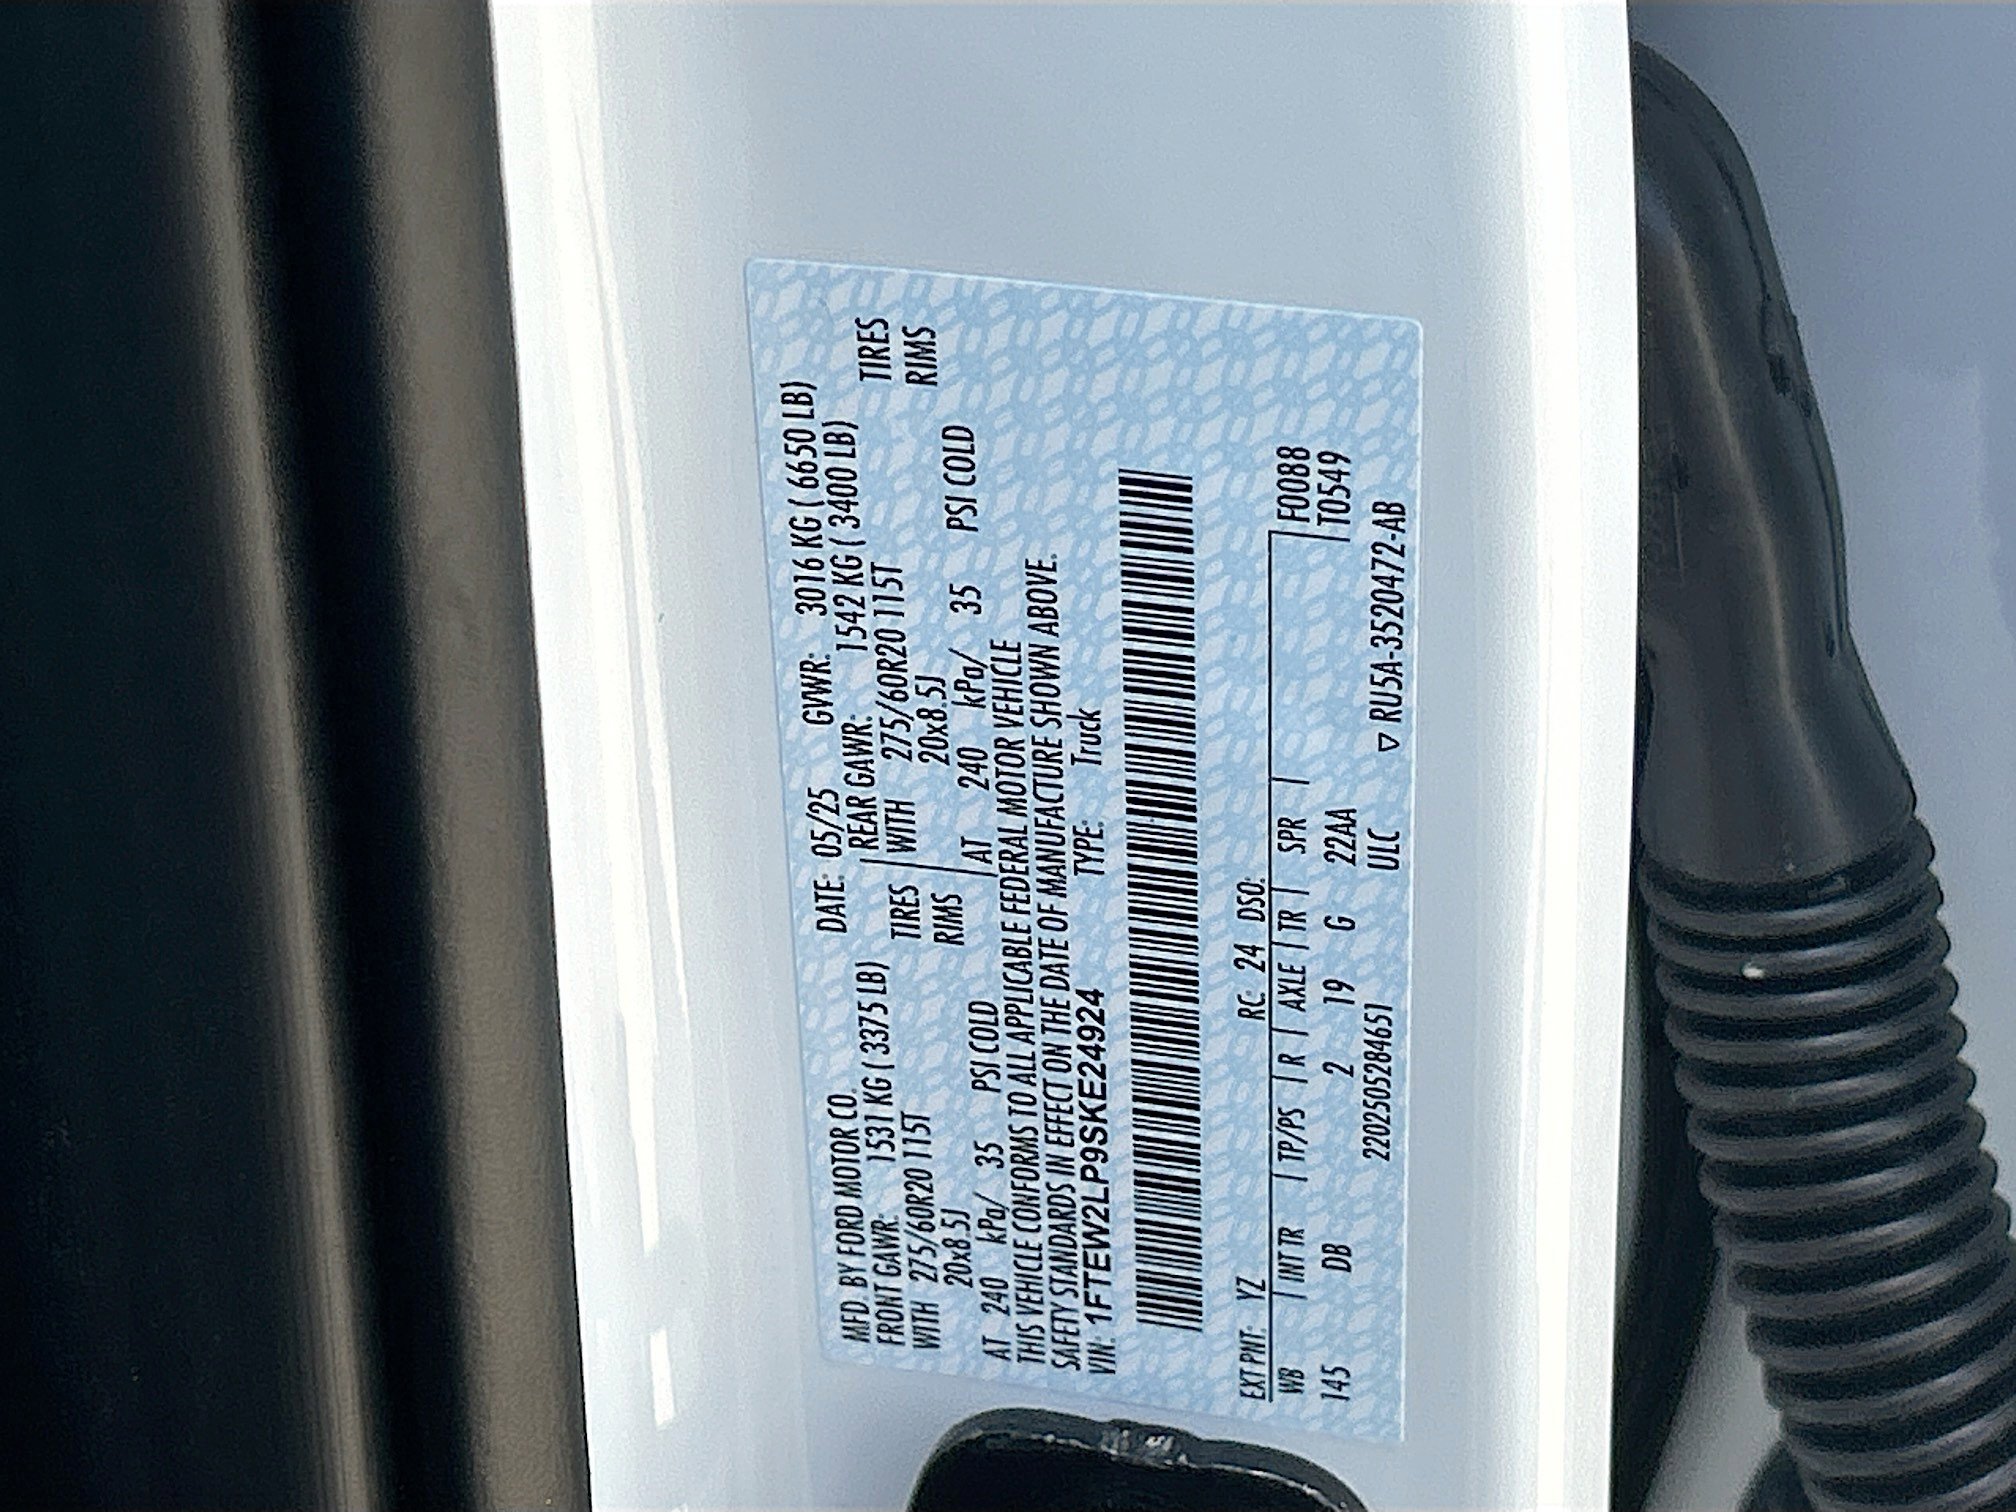 MFD. BY FORD MOTOR CO. DATE: 05/25 GVWR: 3016 KG ( 6650 LB)
FRONT GAWR: 1531 KG ( 3375 LB) REAR GAWR: 1542 KG ( 3400 LB)
WITH 275/60R20 115T TIRES WITH 275/60R20 115T TIRES
20x8.5J RIMS 20x8.5J RIMS
AT 240 kPa/ 35 PSI COLD AT 240 kPa/ 35 PSI COLD
THIS VEHICLE CONFORMS TO ALL APPLICABLE FEDERAL MOTOR VEHICLE
SAFETY STANDARDS IN EFFECT ON THE DATE OF MANUFACTURE SHOWN ABOVE.
VIN: 1FTEW2LP9SKE24924 TYPE: Truck
EXT PNT: YZ RC: 24 DSO: F0088
WB INT TR TP/PS R AXLE TR SPR T0549
145 DB 2 19 G 22AA
220250528465​1 ULC ▽ RU5A-3520472-AB